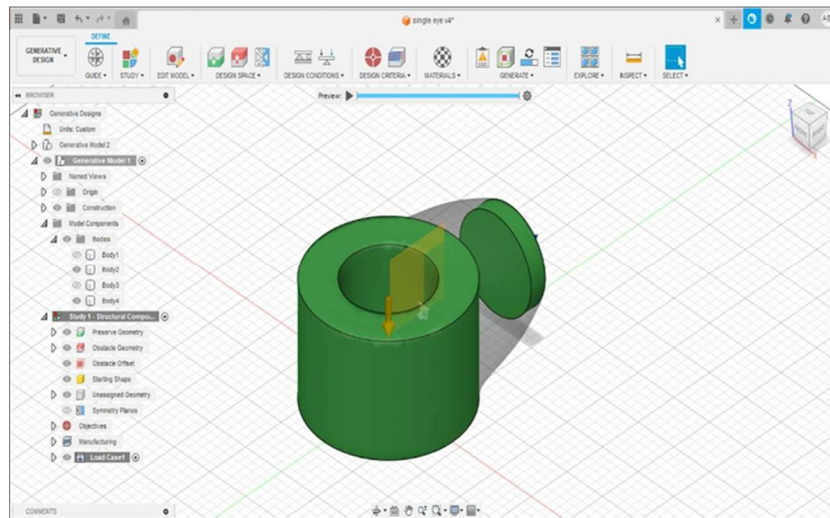 single eye v4*
DEFINE
GENERATIVE DESIGN
GUIDE
STUDY
EDIT MODEL
DESIGN SPACE
DESIGN CONDITIONS
DESIGN CRITERIA
MATERIALS
GENERATE
EXPLORE
INSPECT
SELECT
BROWSER
Preview:
Generative Designs
Units: Custom
Generative Model 2
Generative Model 1
Named Views
Origin
Construction
Model Components
Bodies
Body1
Body2
Body3
Body4
Study 1 - Structural Compo...
Preserve Geometry
Obstacle Geometry
Obstacle Offset
Starting Shape
Unassigned Geometry
Symmetry Planes
Objectives
Manufacturing
Load Case1
COMMENTS
Z
X